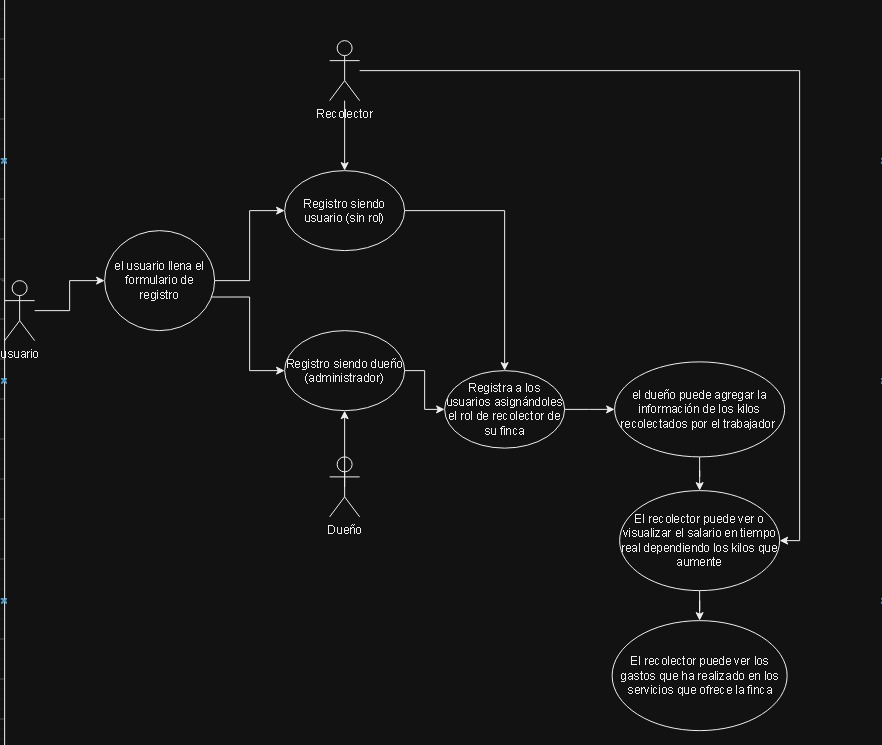 Recolector
Registro siendo
usuario (sin rol)
el usuario llena el
formulario de
registro
usuario
Registro siendo dueño
(administrador)
Registra a los
usuarios asignándoles
el rol de recolector de
su finca
el dueño puede agregar la
información de los kilos
recolectados por el trabajador
Dueño
El recolector puede ver o
visualizar el salario en tiempo
real dependiendo los kilos que
aumente
El recolector puede ver los
gastos que ha realizado en los
servicios que ofrece la finca